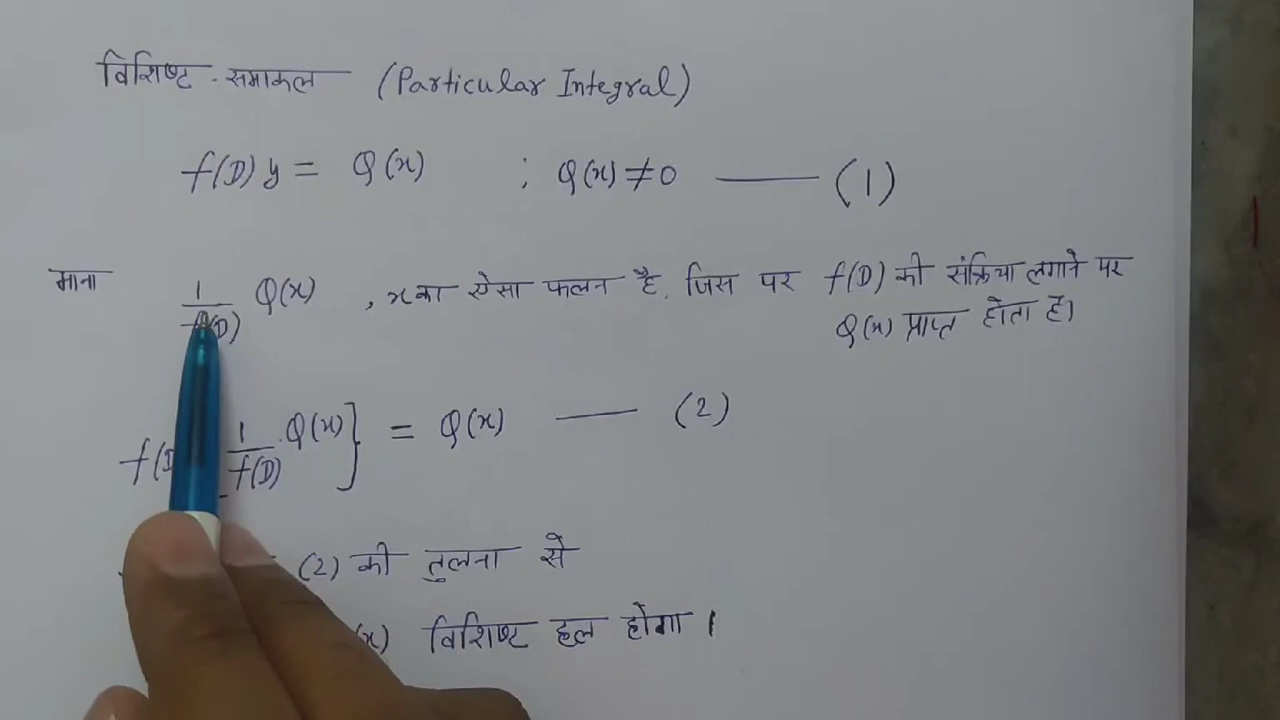 विशिष्ट - समाकल (Particular Integral)
f(D) y = Q(x) ; Q(x) ≠ 0 —— (1)
माना 1/f(D) Q(x) , x का ऐसा फलन है, जिस पर f(D) की संक्रिया लगाने पर
Q(x) प्राप्त होता है।
f(D 1/f(D) . Q(x) } = Q(x) —— (2)
(2) की तुलना से
(x) विशिष्ट हल होगा ।